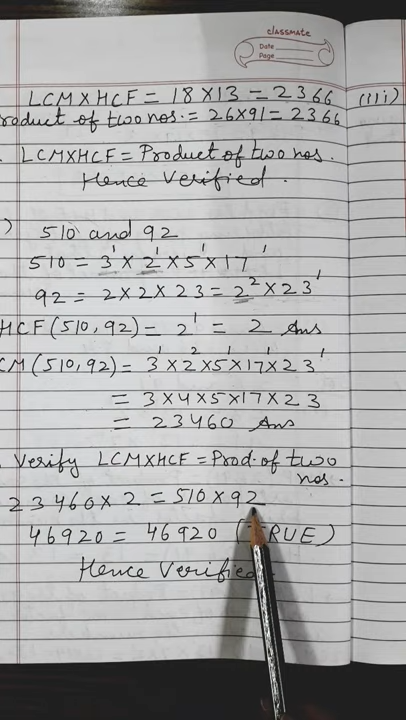 classmate
Date
Page
LCM×HCF = 18×13 = 2366 (iii)
roduct of two nos. = 26×91 = 2366
. LCM×HCF = Product of two nos.
Hence Verified.
) 510 and 92
510 = 3¹ × 2¹ × 5¹ × 17¹
92 = 2×2×23 = 2² × 23¹
HCF(510, 92) = 2¹ = 2 Ans
CM(510, 92) = 3¹×2²×5¹×17¹×23¹
= 3×4×5×17×23
= 23460 Ans
. Verify LCM×HCF = Prod. of two
nos.
23460×2 = 510×92
46920 = 46920 (TRUE)
Hence Verified.